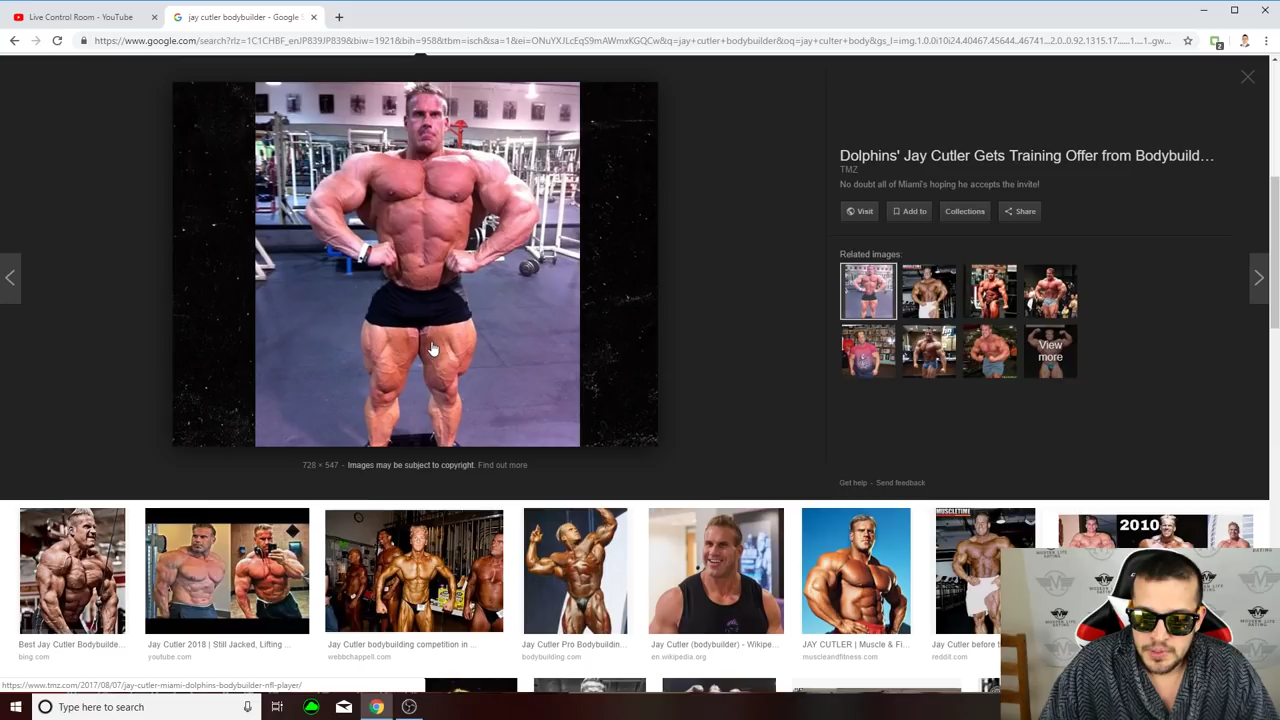 Live Control Room - YouTube
jay cutler bodybuilder - Google S
https://www.google.com/search?rlz=1C1CHBF_enJP839JP839&biw=1921&bih=958&tbm=isch&sa=1&ei=ONuYXJLcEqS9mAWmxKGQCw&q=jay+cutler+bodybuilder&oq=jay+culter+body&gs_l=img.1.0.0i10i24.40467.45644..46741...2.0..0.92.1315.17......1....1..gw...
Dolphins' Jay Cutler Gets Training Offer from Bodybuild...
TMZ
No doubt all of Miami's hoping he accepts the invite!
Visit
Add to
Collections
Share
Related images:
View
more
728 × 547 - Images may be subject to copyright. Find out more
Get help - Send feedback
2010
MUSCLETIME
MODERN LIFE
DATING
Best Jay Cutler Bodybuilde...
bing.com
Jay Cutler 2018 | Still Jacked, Lifting ...
youtube.com
Jay Cutler bodybuilding competition in ...
webbchappell.com
Jay Cutler Pro Bodybuildin...
bodybuilding.com
Jay Cutler (bodybuilder) - Wikipe...
en.wikipedia.org
JAY CUTLER | Muscle & Fi...
muscleandfitness.com
Jay Cutler before t
reddit.com
https://www.tmz.com/2017/08/07/jay-cutler-miami-dolphins-bodybuilder-nfl-player/
Type here to search